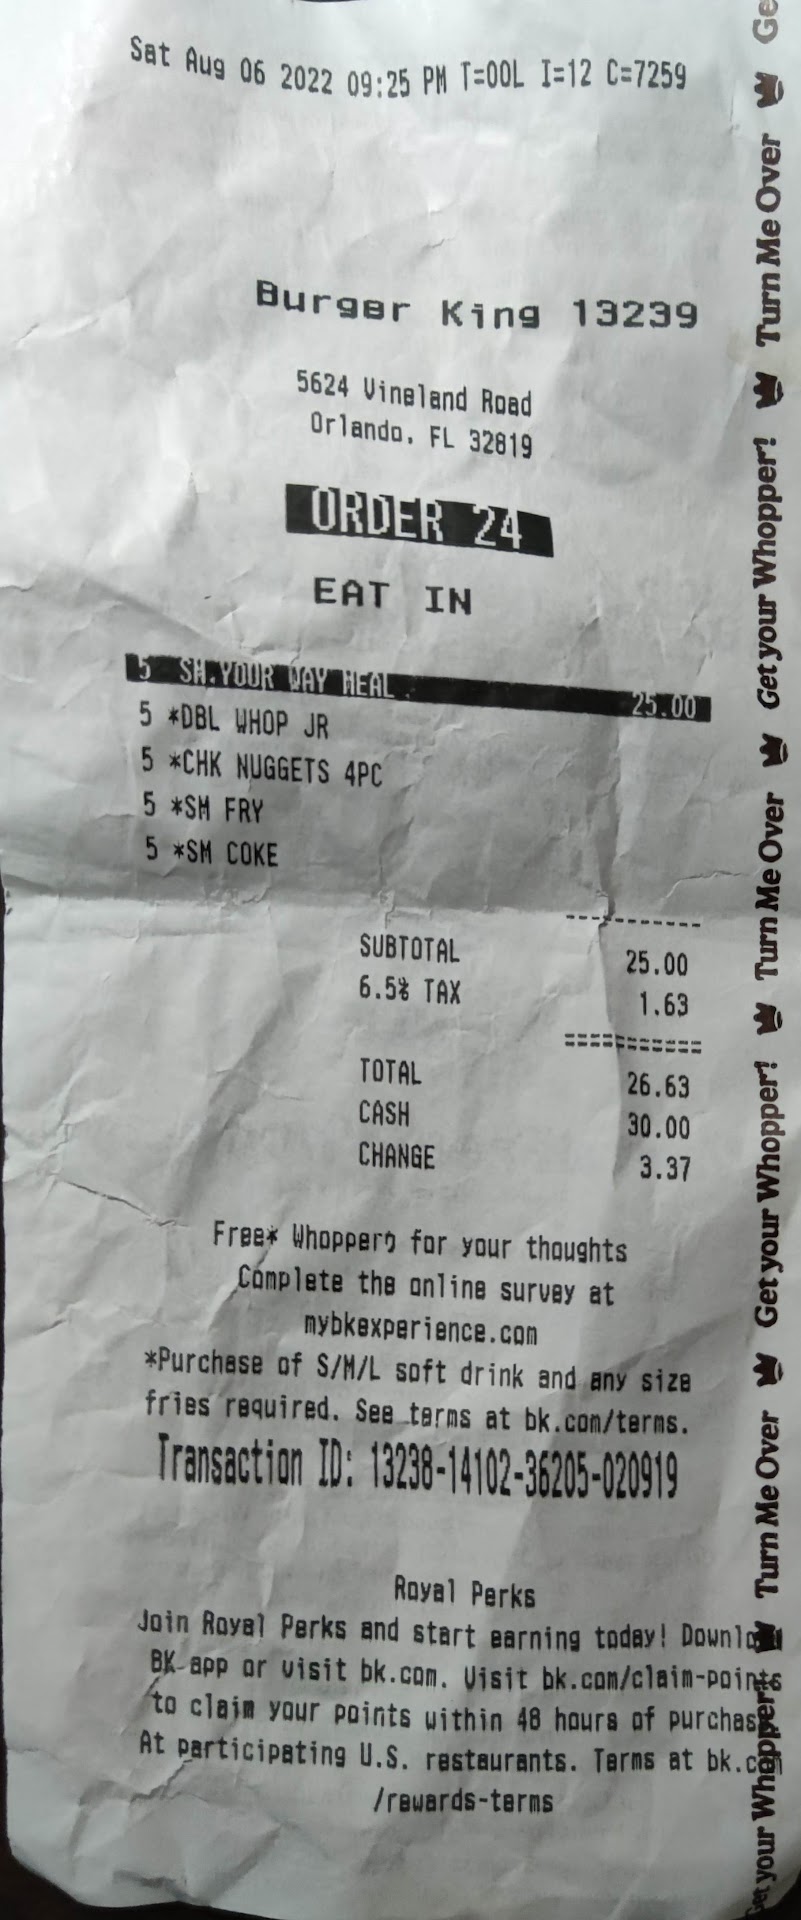 Sat Aug 06 2022 09:25 PM T=00L I=12 C=7259
Burger King 13239
5624 Vineland Road
Orlando, FL 32819
ORDER 24
EAT IN
5 SM.YOUR WAY MEAL 25.00
5 *DBL WHOP JR
5 *CHK NUGGETS 4PC
5 *SM FRY
5 *SM COKE
SUBTOTAL 25.00
6.5% TAX 1.63
TOTAL 26.63
CASH 30.00
CHANGE 3.37
Free* Whopper® for your thoughts
Complete the online survey at
mybkexperience.com
*Purchase of S/M/L soft drink and any size
fries required. See terms at bk.com/terms.
Transaction ID: 13238-14102-36205-020919
Royal Perks
Join Royal Perks and start earning today! Downlo
BK app or visit bk.com. Visit bk.com/claim-points
to claim your points within 48 hours of purchas
At participating U.S. restaurants. Terms at bk.com
/rewards-terms
Get your Whopper! Turn Me Over Get your Whopper! Turn Me Over Get your Whopper! Turn Me Over Ge